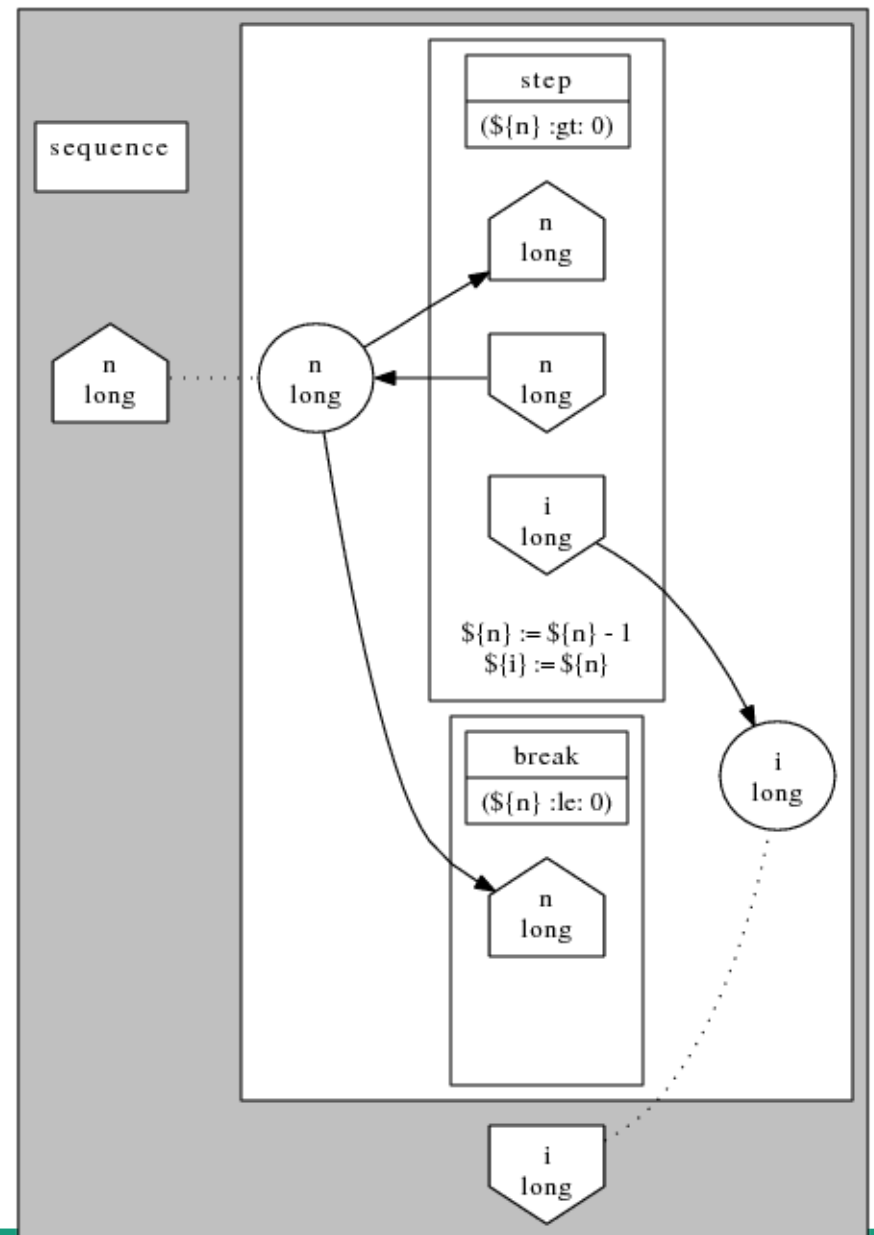 step
(${n} :gt: 0)
sequence
n
long
n
long
n
long
n
long
i
long
${n} := ${n} - 1
${i} := ${n}
break
(${n} :le: 0)
i
long
n
long
i
long